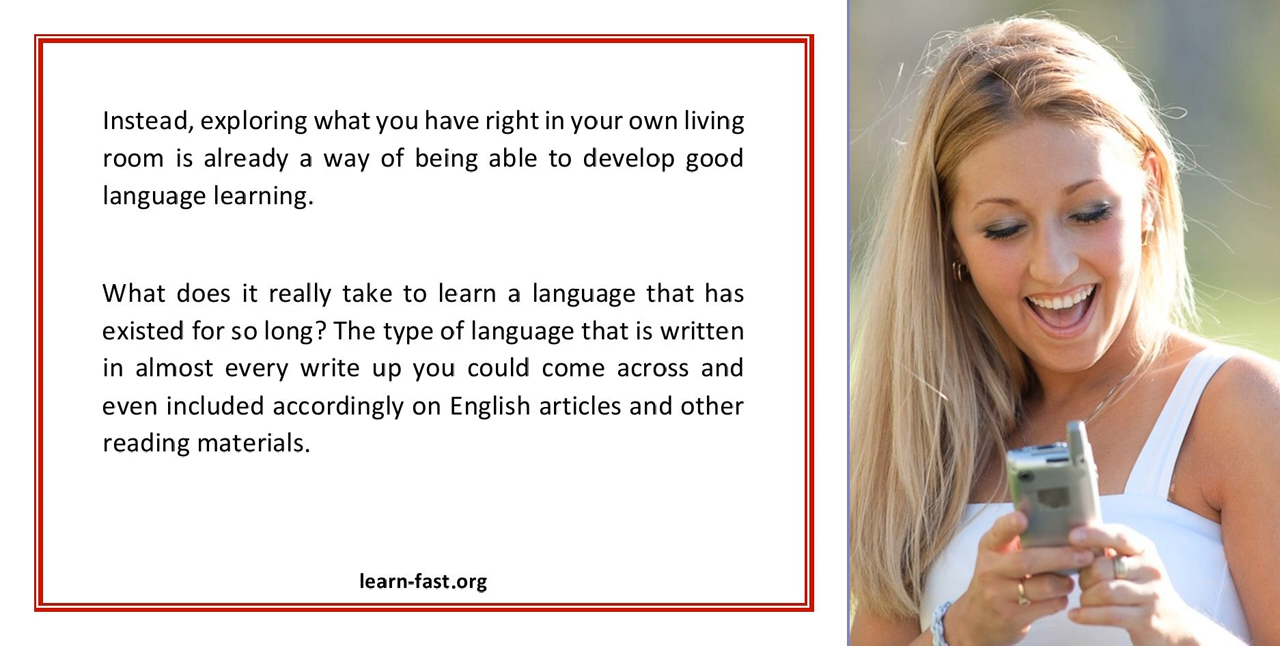 Instead, exploring what you have right in your own living
room is already a way of being able to develop good
language learning.
What does it really take to learn a language that has
existed for so long? The type of language that is written
in almost every write up you could come across and
even included accordingly on English articles and other
reading materials.
learn-fast.org